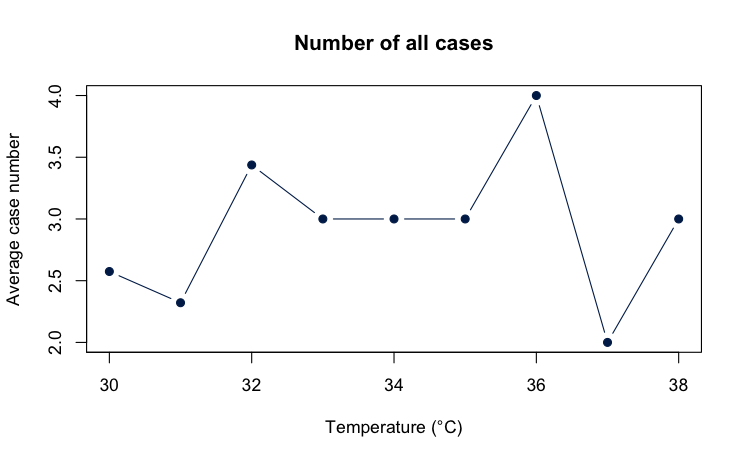 Number of all cases
Average case number
4.0
3.5
3.0
2.5
2.0
30 32 34 36 38
Temperature (°C)